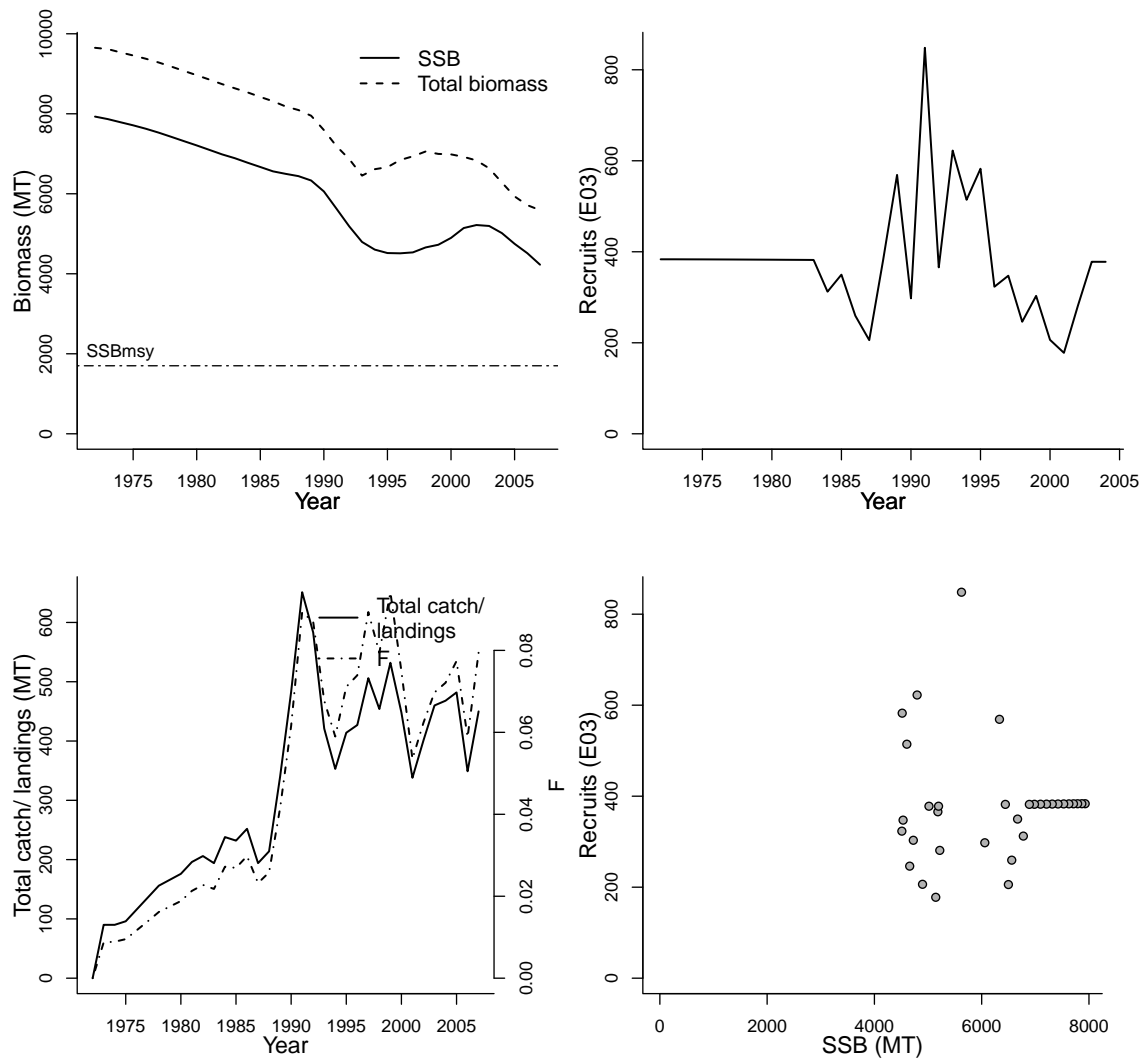 SSB
Total biomass
Biomass (MT)
0
2000
4000
6000
8000
10000
SSBmsy
1975 1980 1985 1990 1995 2000 2005
Year
Recruits (E03)
0
200
400
600
800
1975 1980 1985 1990 1995 2000 2005
Year
Total catch/
landings
F
Total catch/ landings (MT)
0
100
200
300
400
500
600
F
0.00
0.02
0.04
0.06
0.08
1975 1980 1985 1990 1995 2000 2005
Year
Recruits (E03)
0
200
400
600
800
0 2000 4000 6000 8000
SSB (MT)